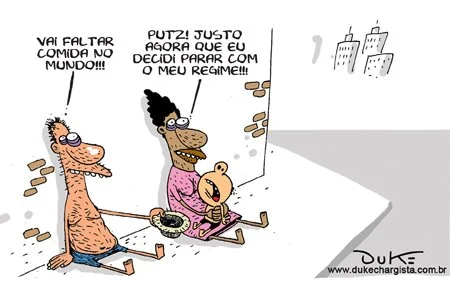 VAI FALTAR
COMIDA NO
MUNDO!!!
PUTZ! JUSTO
AGORA QUE EU
DECIDI PARAR COM
O MEU REGIME!!!
DUKE
www.dukechargista.com.br